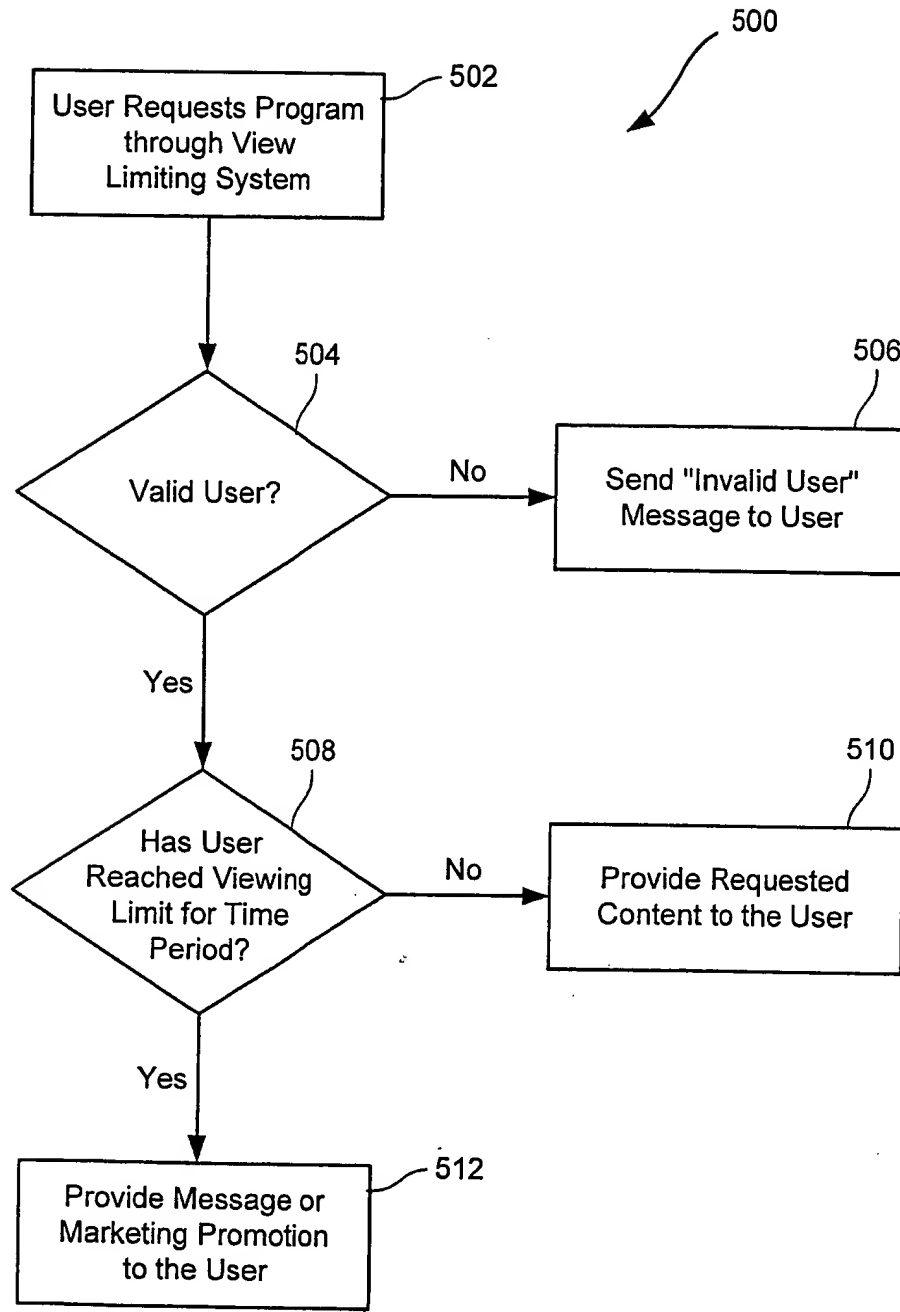 500
502
User Requests Program
through View
Limiting System
504
Valid User?
No
506
Send "Invalid User"
Message to User
Yes
508
Has User
Reached Viewing
Limit for Time
Period?
No
510
Provide Requested
Content to the User
Yes
512
Provide Message or
Marketing Promotion
to the User